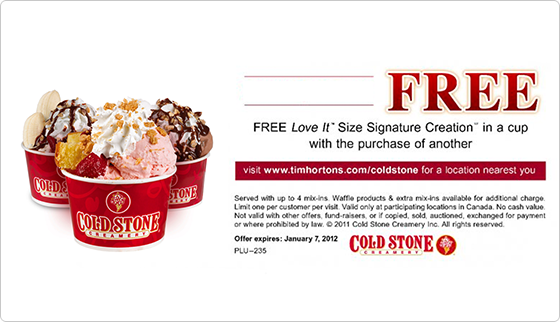 FREE
FREE Love It™ Size Signature Creation™ in a cup
with the purchase of another
visit www.timhortons.com/coldstone for a location nearest you
Served with up to 4 mix-ins. Waffle products & extra mix-ins available for additional charge.
Limit one per customer per visit. Valid only at participating locations in Canada. No cash value.
Not valid with other offers, fund-raisers, or if copied, sold, auctioned, exchanged for payment
or where prohibited by law. © 2011 Cold Stone Creamery Inc. All rights reserved.
Offer expires: January 7, 2012
PLU–235
COLD STONE
CREAMERY
COLD STONE
CREAMERY
COLD STONE
COLD STONE